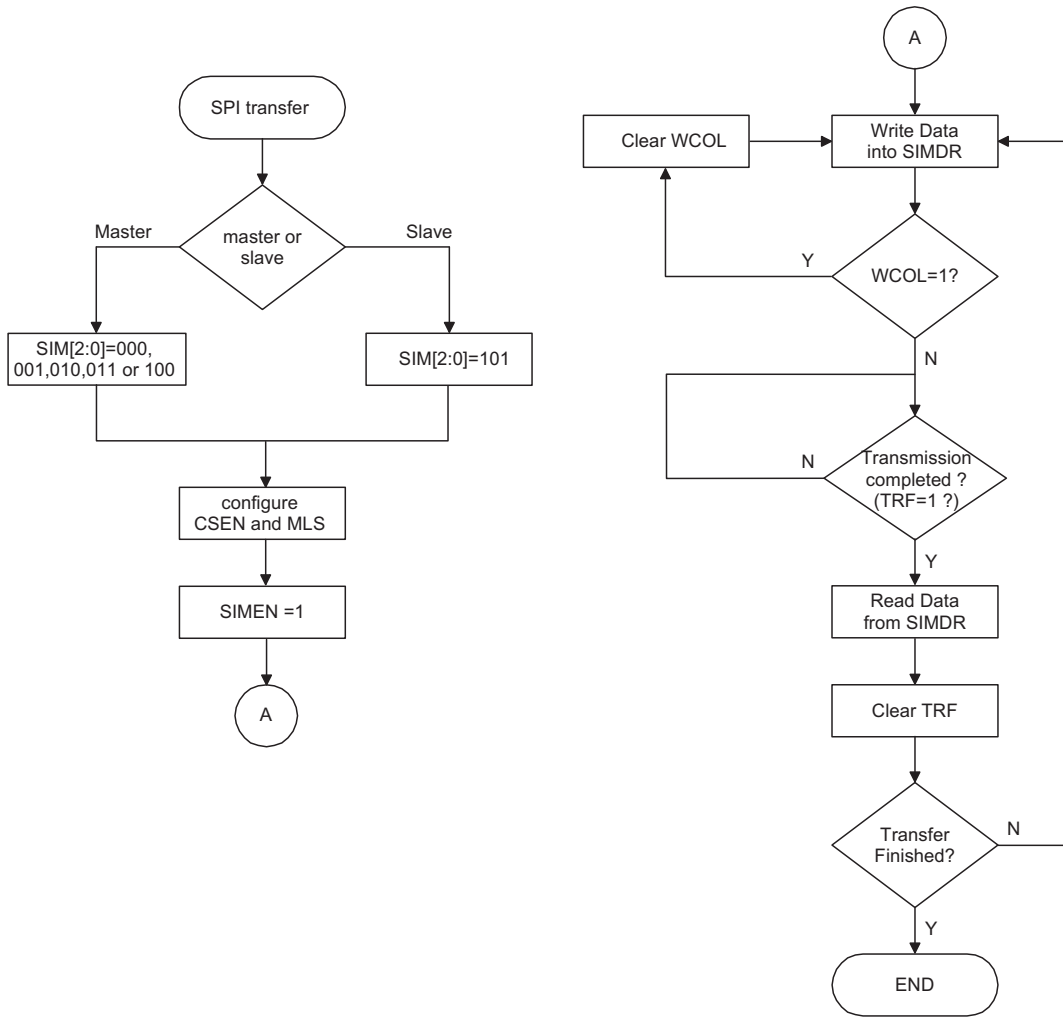 SPI transfer
master or
slave
Master
Slave
SIM[2:0]=000,
001,010,011 or 100
SIM[2:0]=101
configure
CSEN and MLS
SIMEN =1
A
A
Write Data
into SIMDR
Clear WCOL
WCOL=1?
Y
N
Transmission
completed ?
(TRF=1 ?)
N
Y
Read Data
from SIMDR
Clear TRF
Transfer
Finished?
N
Y
END